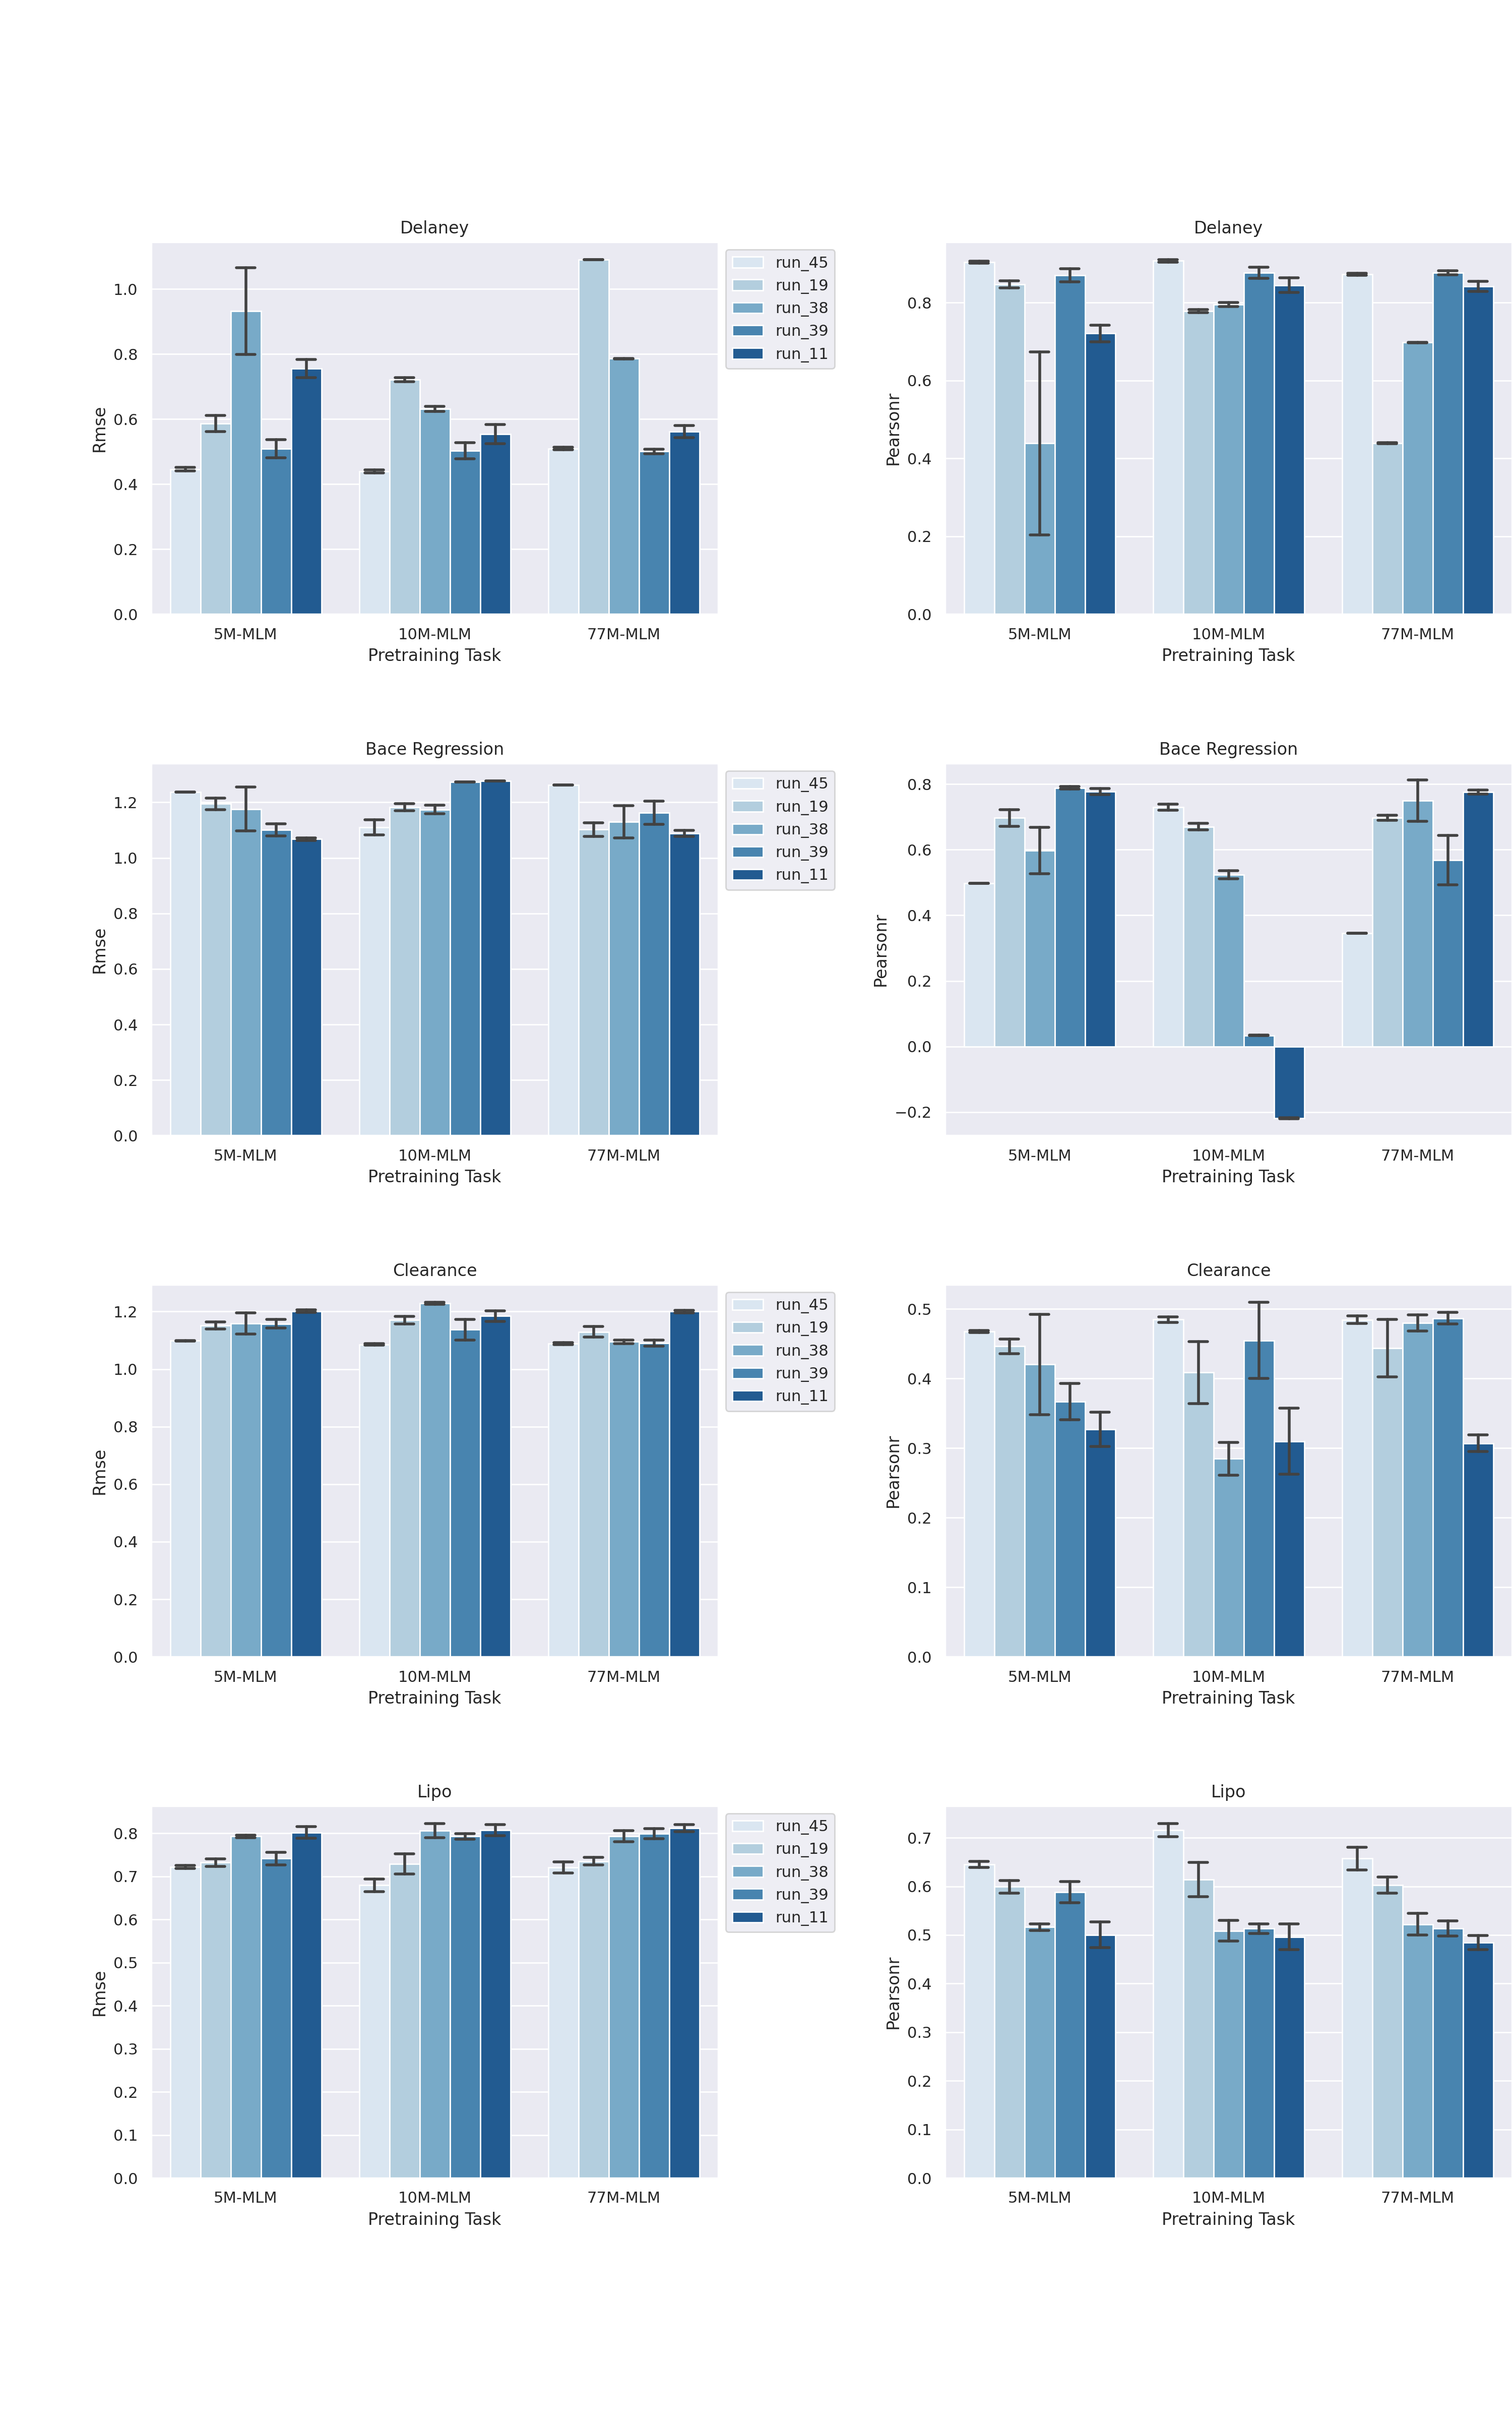 Delaney
Rmse
1.0
0.8
0.6
0.4
0.2
0.0
5M-MLM 10M-MLM 77M-MLM
Pretraining Task
run_45
run_19
run_38
run_39
run_11
Delaney
Pearsonr
0.8
0.6
0.4
0.2
0.0
5M-MLM 10M-MLM 77M-MLM
Pretraining Task
Bace Regression
Rmse
1.2
1.0
0.8
0.6
0.4
0.2
0.0
5M-MLM 10M-MLM 77M-MLM
Pretraining Task
run_45
run_19
run_38
run_39
run_11
Bace Regression
Pearsonr
0.8
0.6
0.4
0.2
0.0
−0.2
5M-MLM 10M-MLM 77M-MLM
Pretraining Task
Clearance
Rmse
1.2
1.0
0.8
0.6
0.4
0.2
0.0
5M-MLM 10M-MLM 77M-MLM
Pretraining Task
run_45
run_19
run_38
run_39
run_11
Clearance
Pearsonr
0.5
0.4
0.3
0.2
0.1
0.0
5M-MLM 10M-MLM 77M-MLM
Pretraining Task
Lipo
Rmse
0.8
0.7
0.6
0.5
0.4
0.3
0.2
0.1
0.0
5M-MLM 10M-MLM 77M-MLM
Pretraining Task
run_45
run_19
run_38
run_39
run_11
Lipo
Pearsonr
0.7
0.6
0.5
0.4
0.3
0.2
0.1
0.0
5M-MLM 10M-MLM 77M-MLM
Pretraining Task